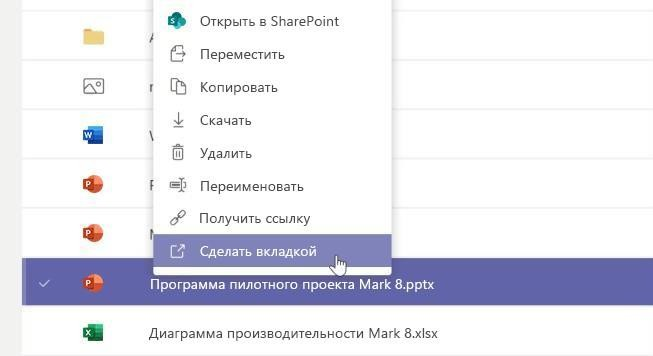 Открыть в SharePoint
Переместить
Копировать
Скачать
Удалить
Переименовать
Получить ссылку
Сделать вкладкой
Программа пилотного проекта Mark 8.pptx
Диаграмма производительности Mark 8.xlsx